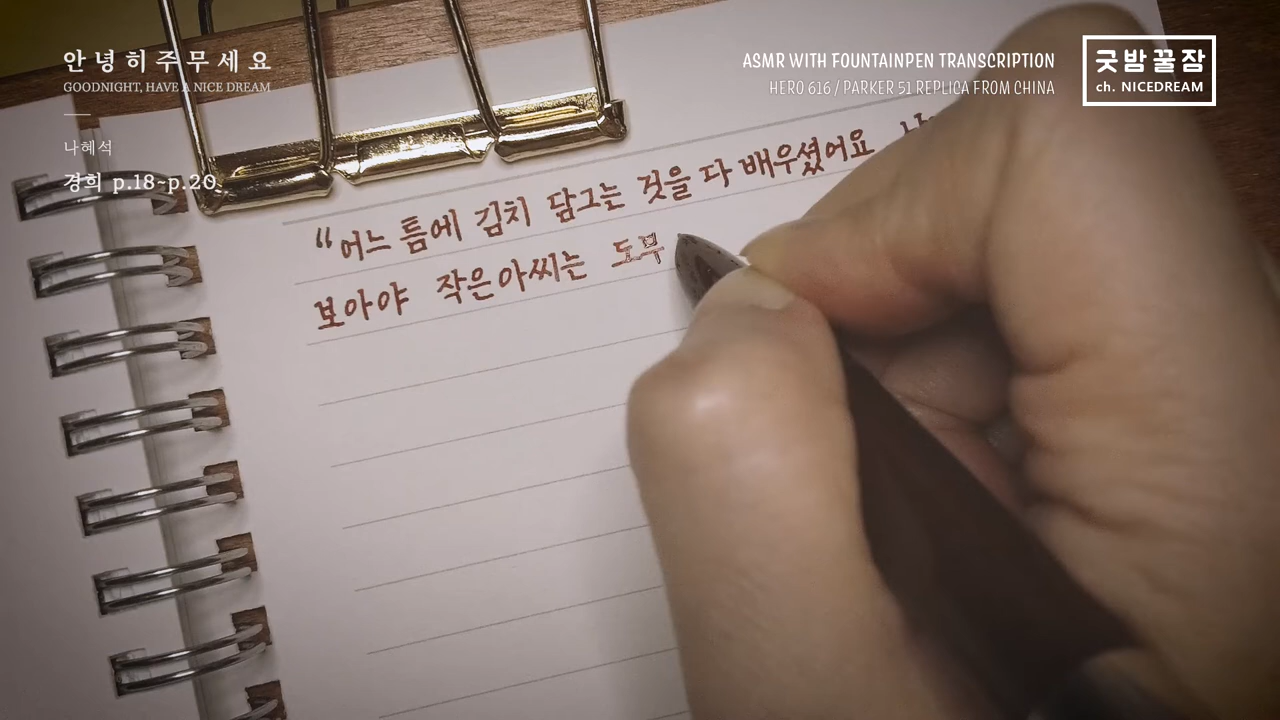 안녕히주무세요
GOODNIGHT, HAVE A NICE DREAM
나혜석
경희 p.18~p.20
ASMR WITH FOUNTAINPEN TRANSCRIPTION
HERO 616 / PARKER 51 REPLICA FROM CHINA
굿밤꿀잠
ch. NICEDREAM
“어느 틈에 김치 담그는 것을 다 배우셨어요
보아야 작은아씨는 도무